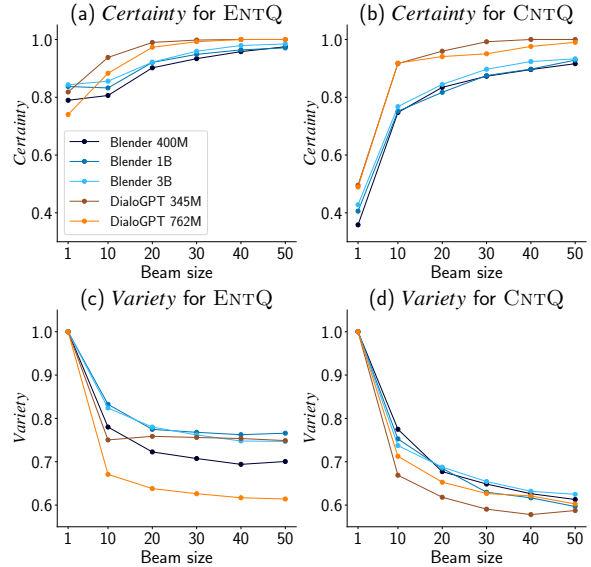 (a) Certainty for ENTQ
1.0
0.8
0.6
0.4
Certainty
Blender 400M
Blender 1B
Blender 3B
DialoGPT 345M
DialoGPT 762M
1 10 20 30 40 50
Beam size
(b) Certainty for CNTQ
1.0
0.8
0.6
0.4
Certainty
1 10 20 30 40 50
Beam size
(c) Variety for ENTQ
1.0
0.9
0.8
0.7
0.6
Variety
1 10 20 30 40 50
Beam size
(d) Variety for CNTQ
1.0
0.9
0.8
0.7
0.6
Variety
1 10 20 30 40 50
Beam size